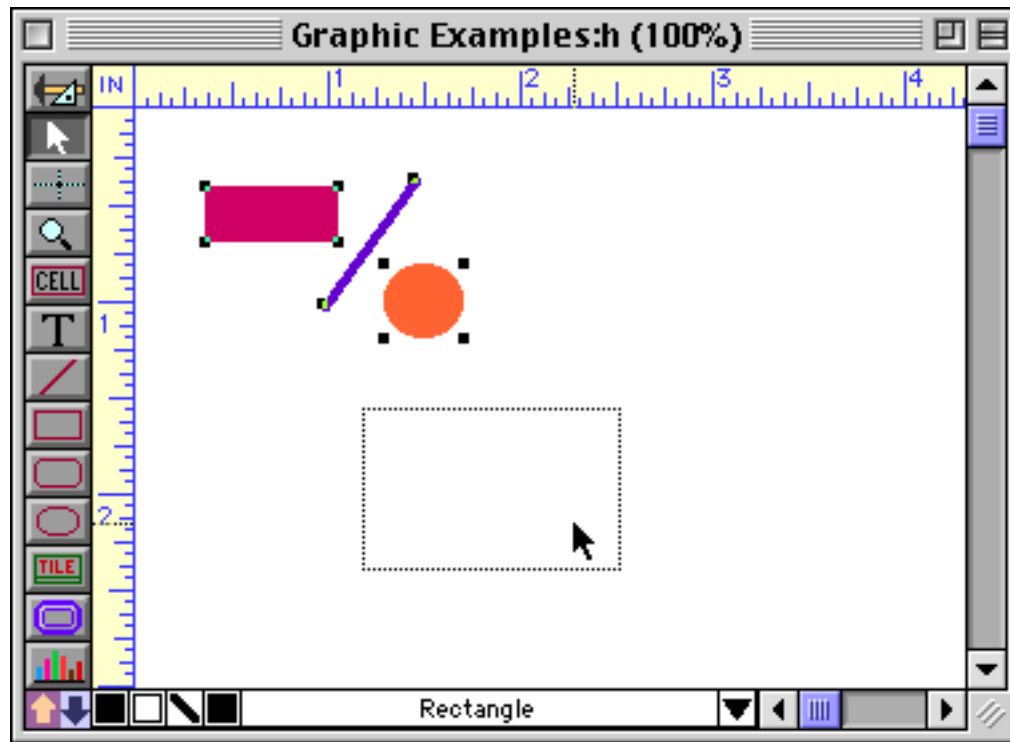 Graphic Examples:h (100%)
IN 1 2 3 4
CELL
T
1
2
TILE
Rectangle